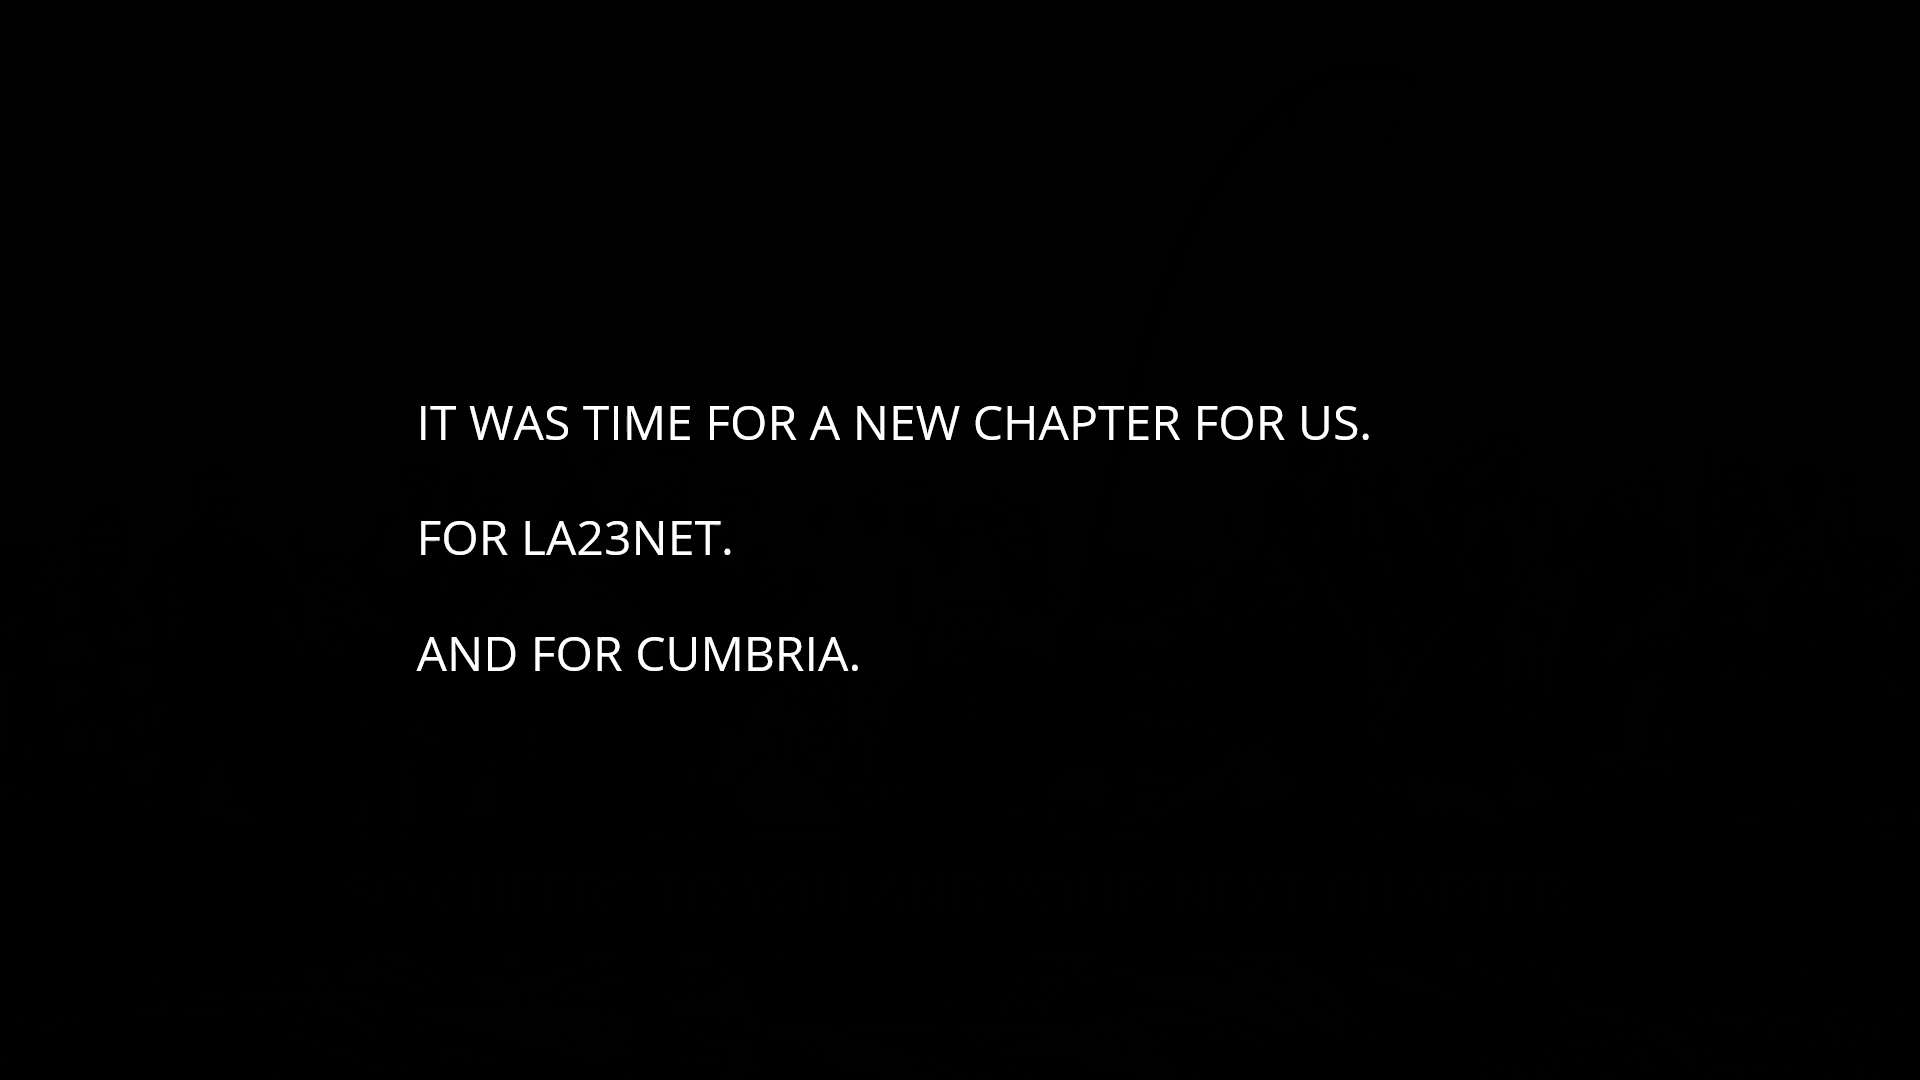 IT WAS TIME FOR A NEW CHAPTER FOR US.
FOR LA23NET.
AND FOR CUMBRIA.